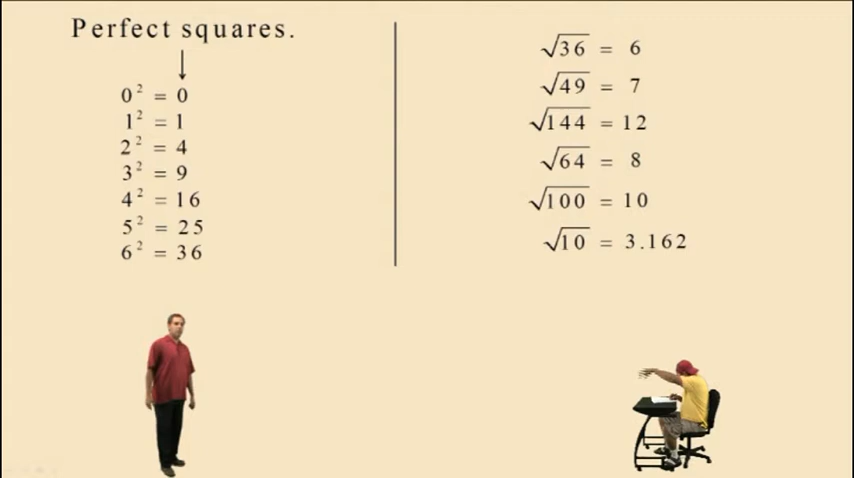 Perfect squares.
0² = 0
1² = 1
2² = 4
3² = 9
4² = 16
5² = 25
6² = 36
√36 = 6
√49 = 7
√144 = 12
√64 = 8
√100 = 10
√10 = 3.162